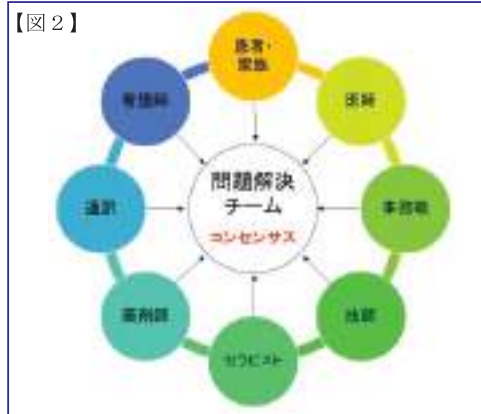 【図2】
患者・
家族
医師
事務職
技師
セラピスト
薬剤師
通訳
看護師
問題解決
チーム
コンセンサス